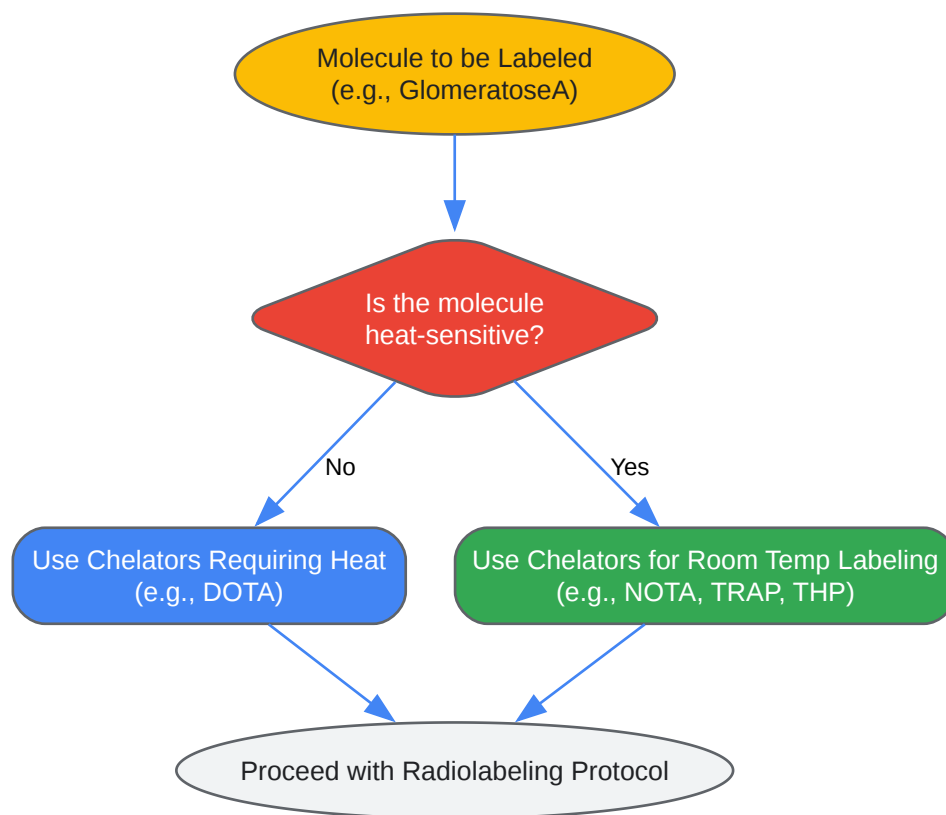 Molecule to be Labeled
(e.g., GlomeratoseA)
Is the molecule
heat-sensitive?
No
Yes
Use Chelators Requiring Heat
(e.g., DOTA)
Use Chelators for Room Temp Labeling
(e.g., NOTA, TRAP, THP)
Proceed with Radiolabeling Protocol